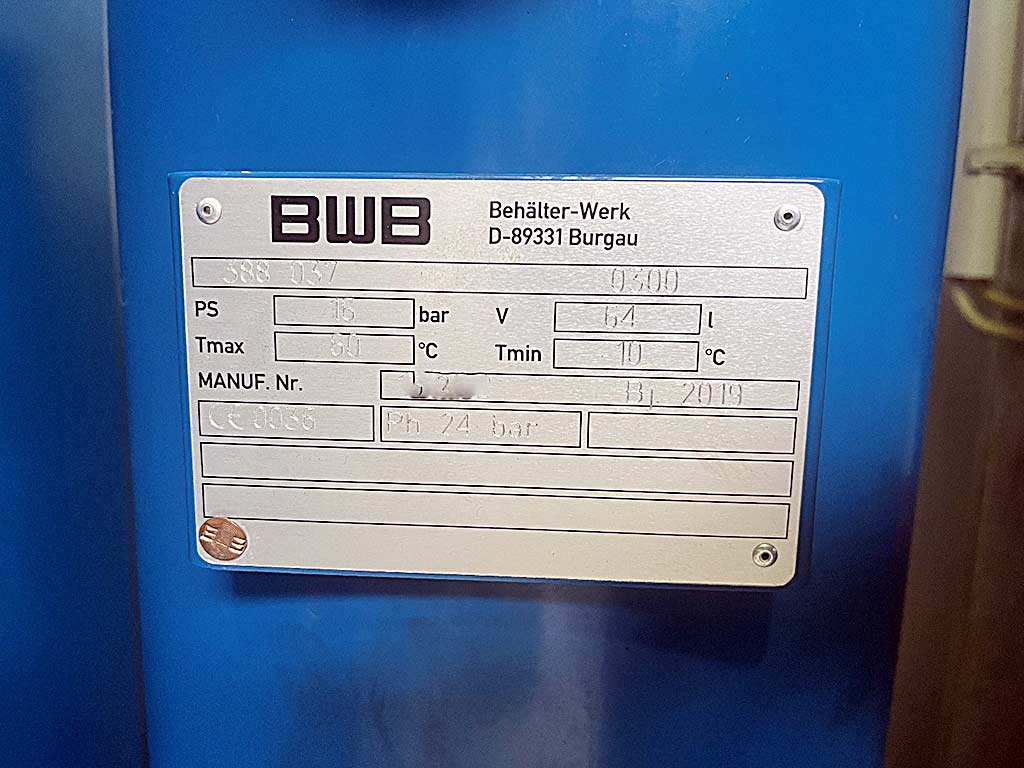 BWB Behälter-Werk
D-89331 Burgau
388 037 0300
PS 16 bar V 64 l
Tmax 60 °C Tmin -10 °C
MANUF. Nr. Bj. 2019
CE 0036 Ph 24 bar